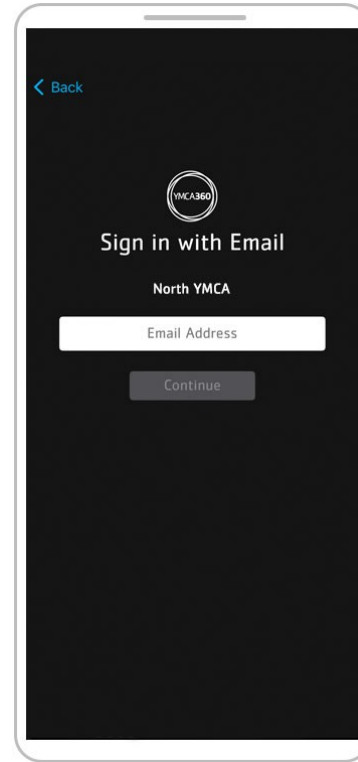 Back
YMCA360
Sign in with Email
North YMCA
Email Address
Continue